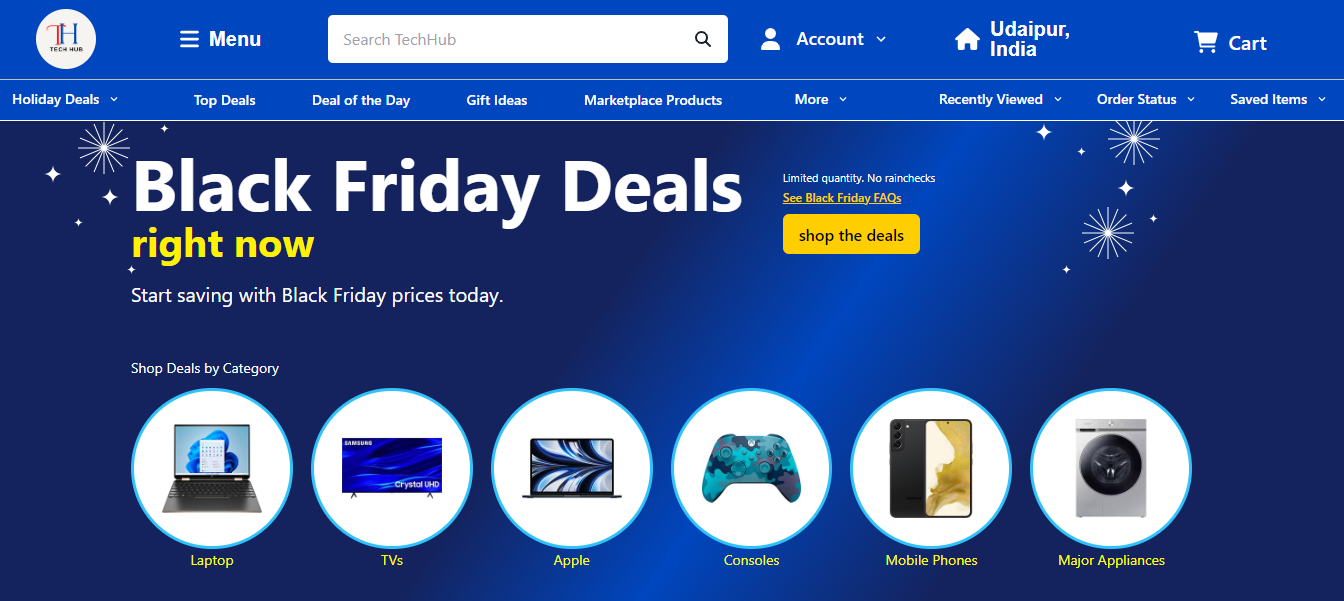 TH
TECH HUB
Menu
Search TechHub
Account
Udaipur,
India
Cart
Holiday Deals
Top Deals
Deal of the Day
Gift Ideas
Marketplace Products
More
Recently Viewed
Order Status
Saved Items
Black Friday Deals
right now
Start saving with Black Friday prices today.
Limited quantity. No rainchecks
See Black Friday FAQs
shop the deals
Shop Deals by Category
SAMSUNG
Crystal UHD
Laptop
TVs
Apple
Consoles
Mobile Phones
Major Appliances